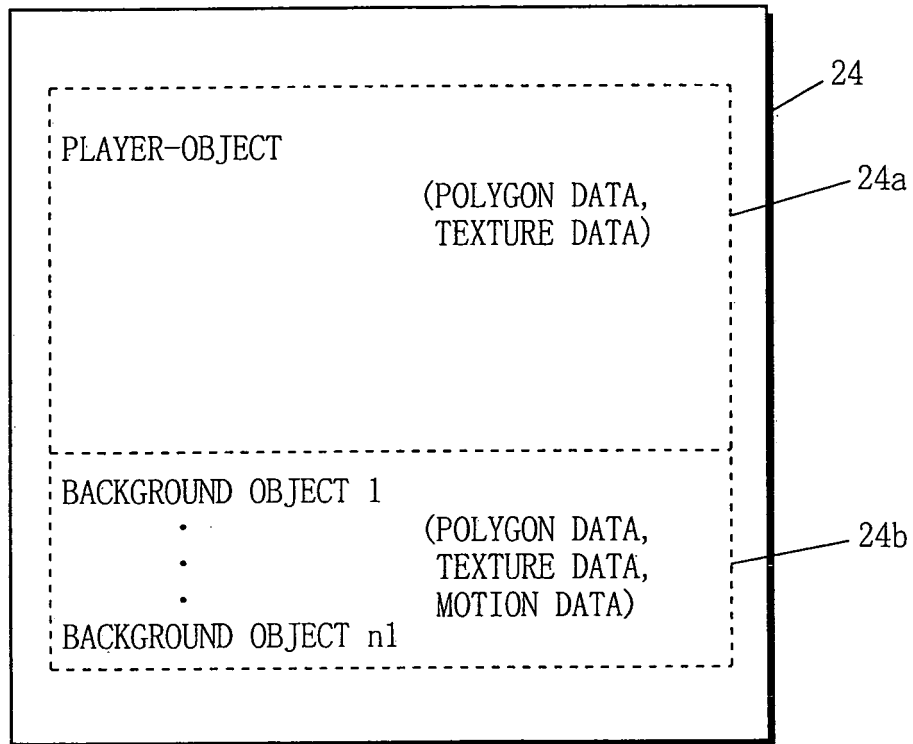 24
PLAYER-OBJECT
24a
(POLYGON DATA,
TEXTURE DATA)
BACKGROUND OBJECT 1
(POLYGON DATA,
24b
TEXTURE DATA,
MOTION DATA)
BACKGROUND OBJECT n1